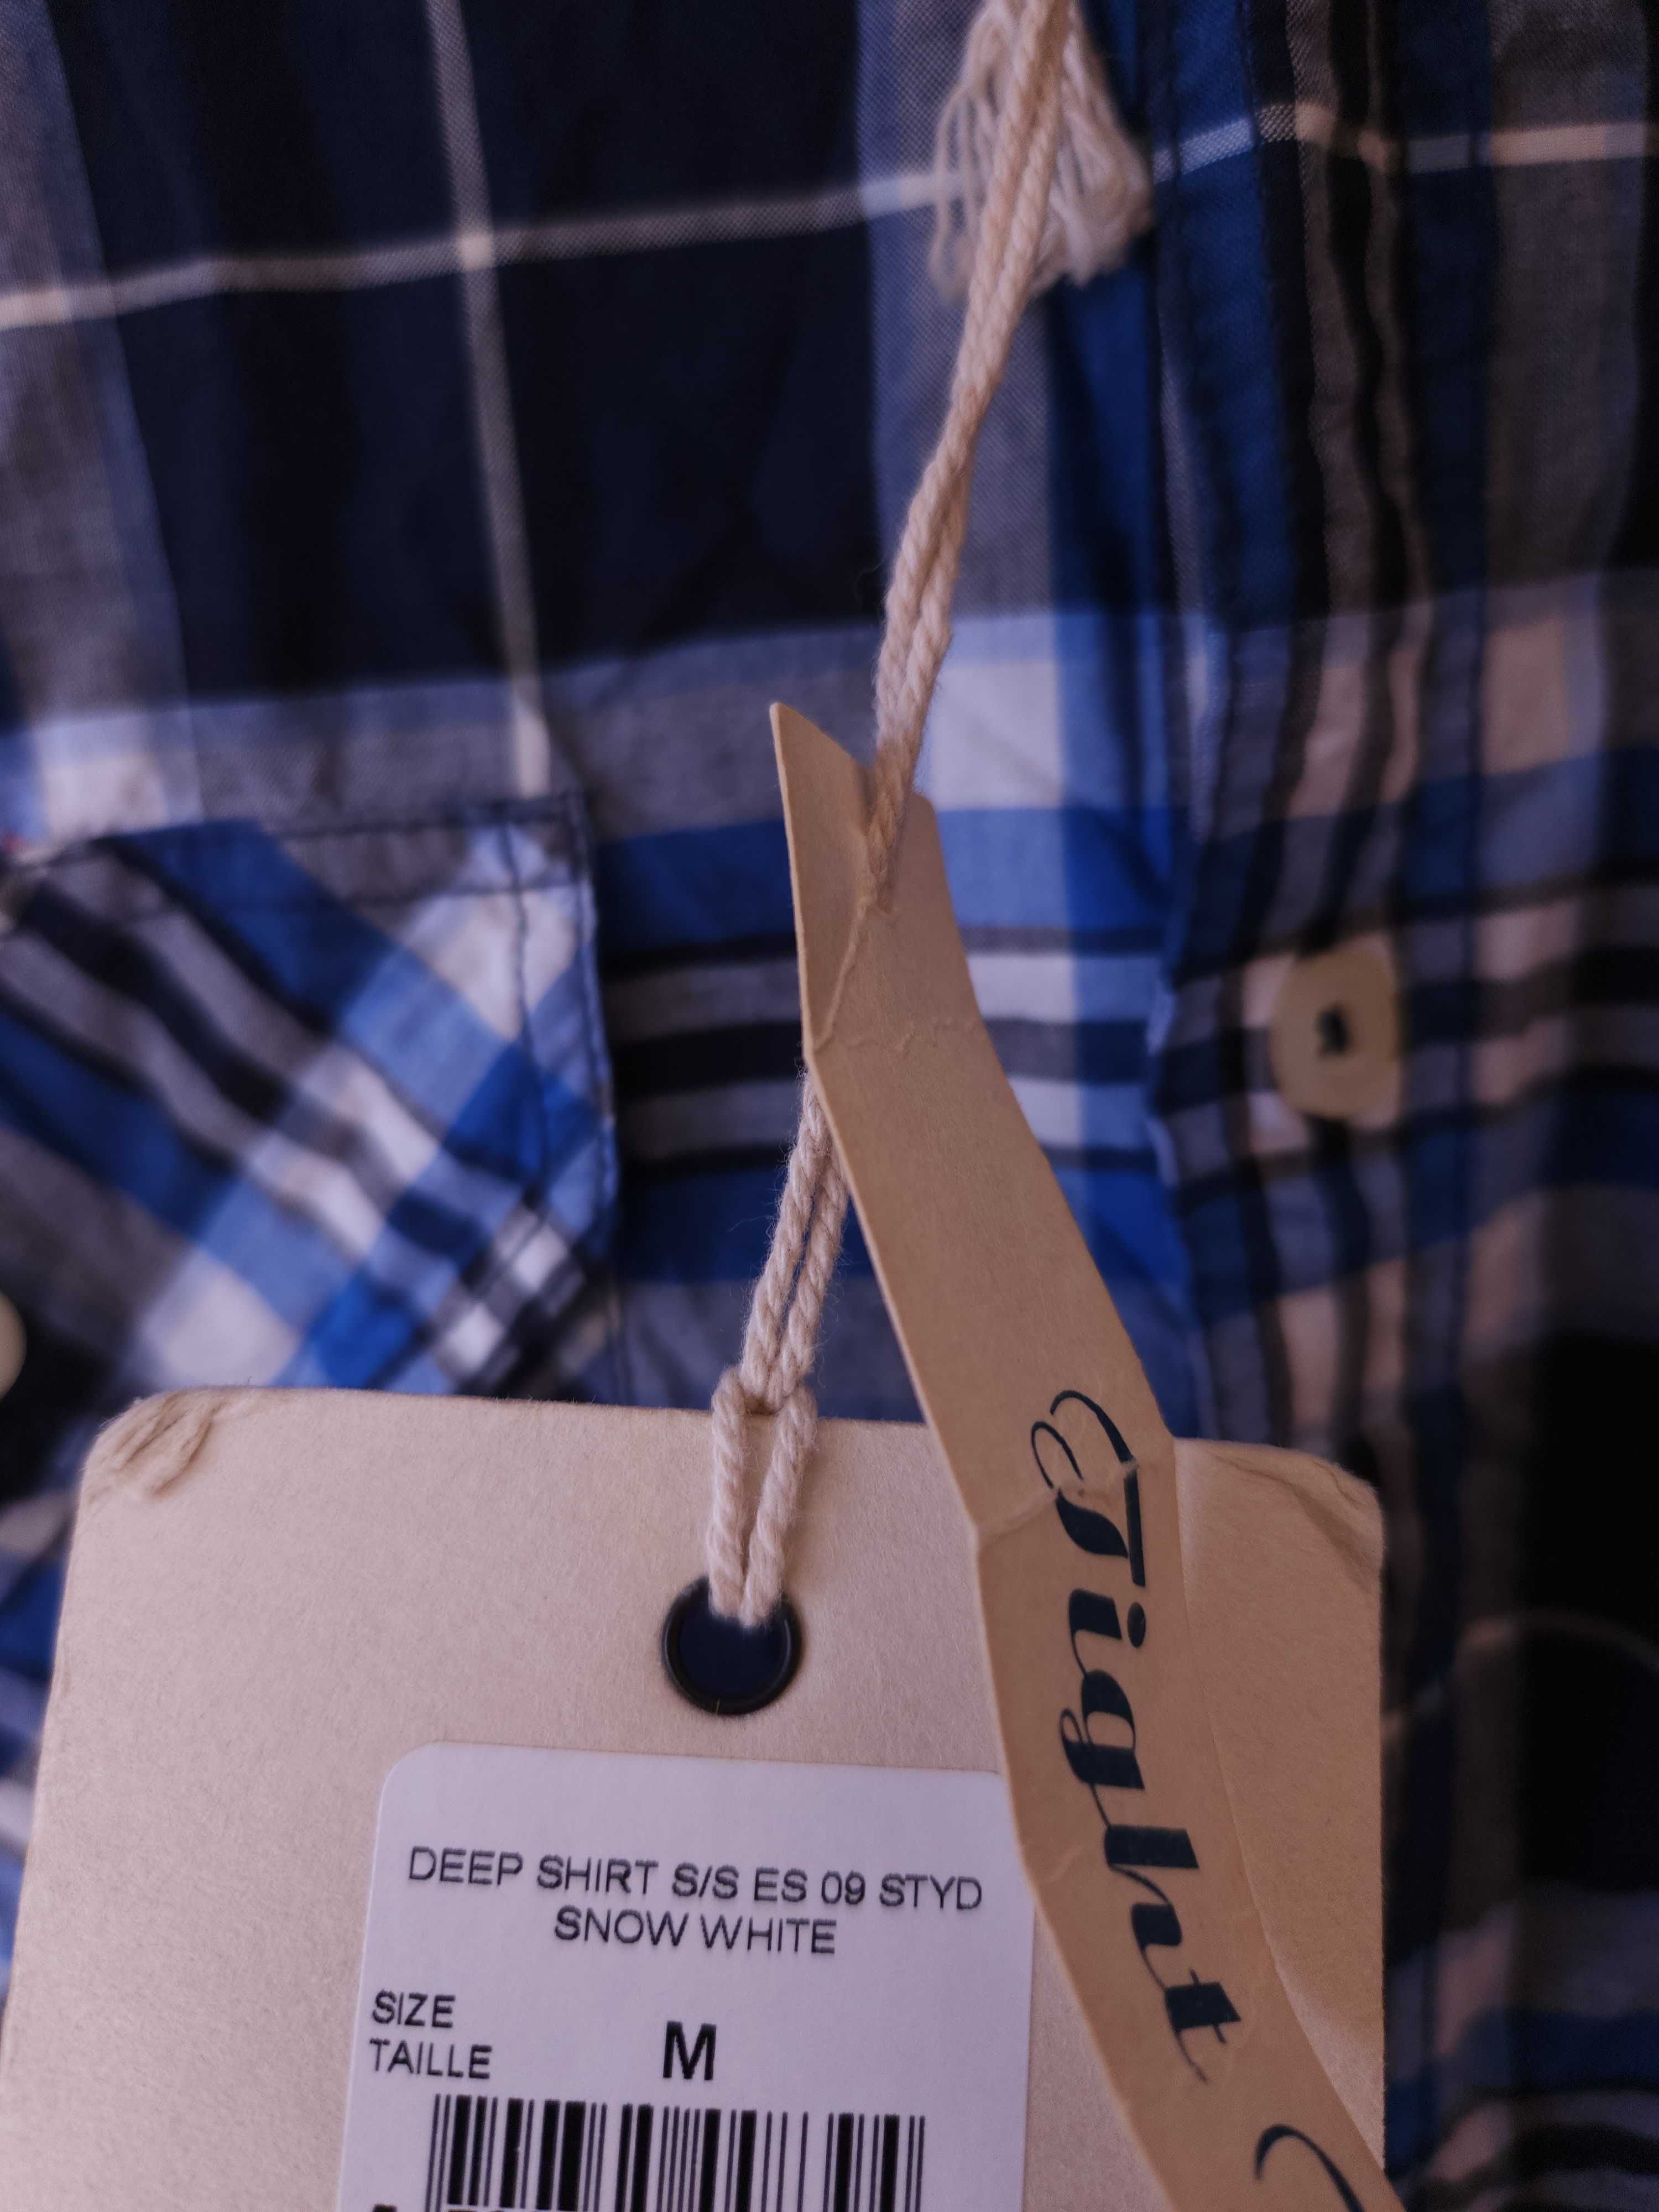 DEEP SHIRT S/S ES 09 STYD
SNOW WHITE
SIZE
TAILLE
M
Tight